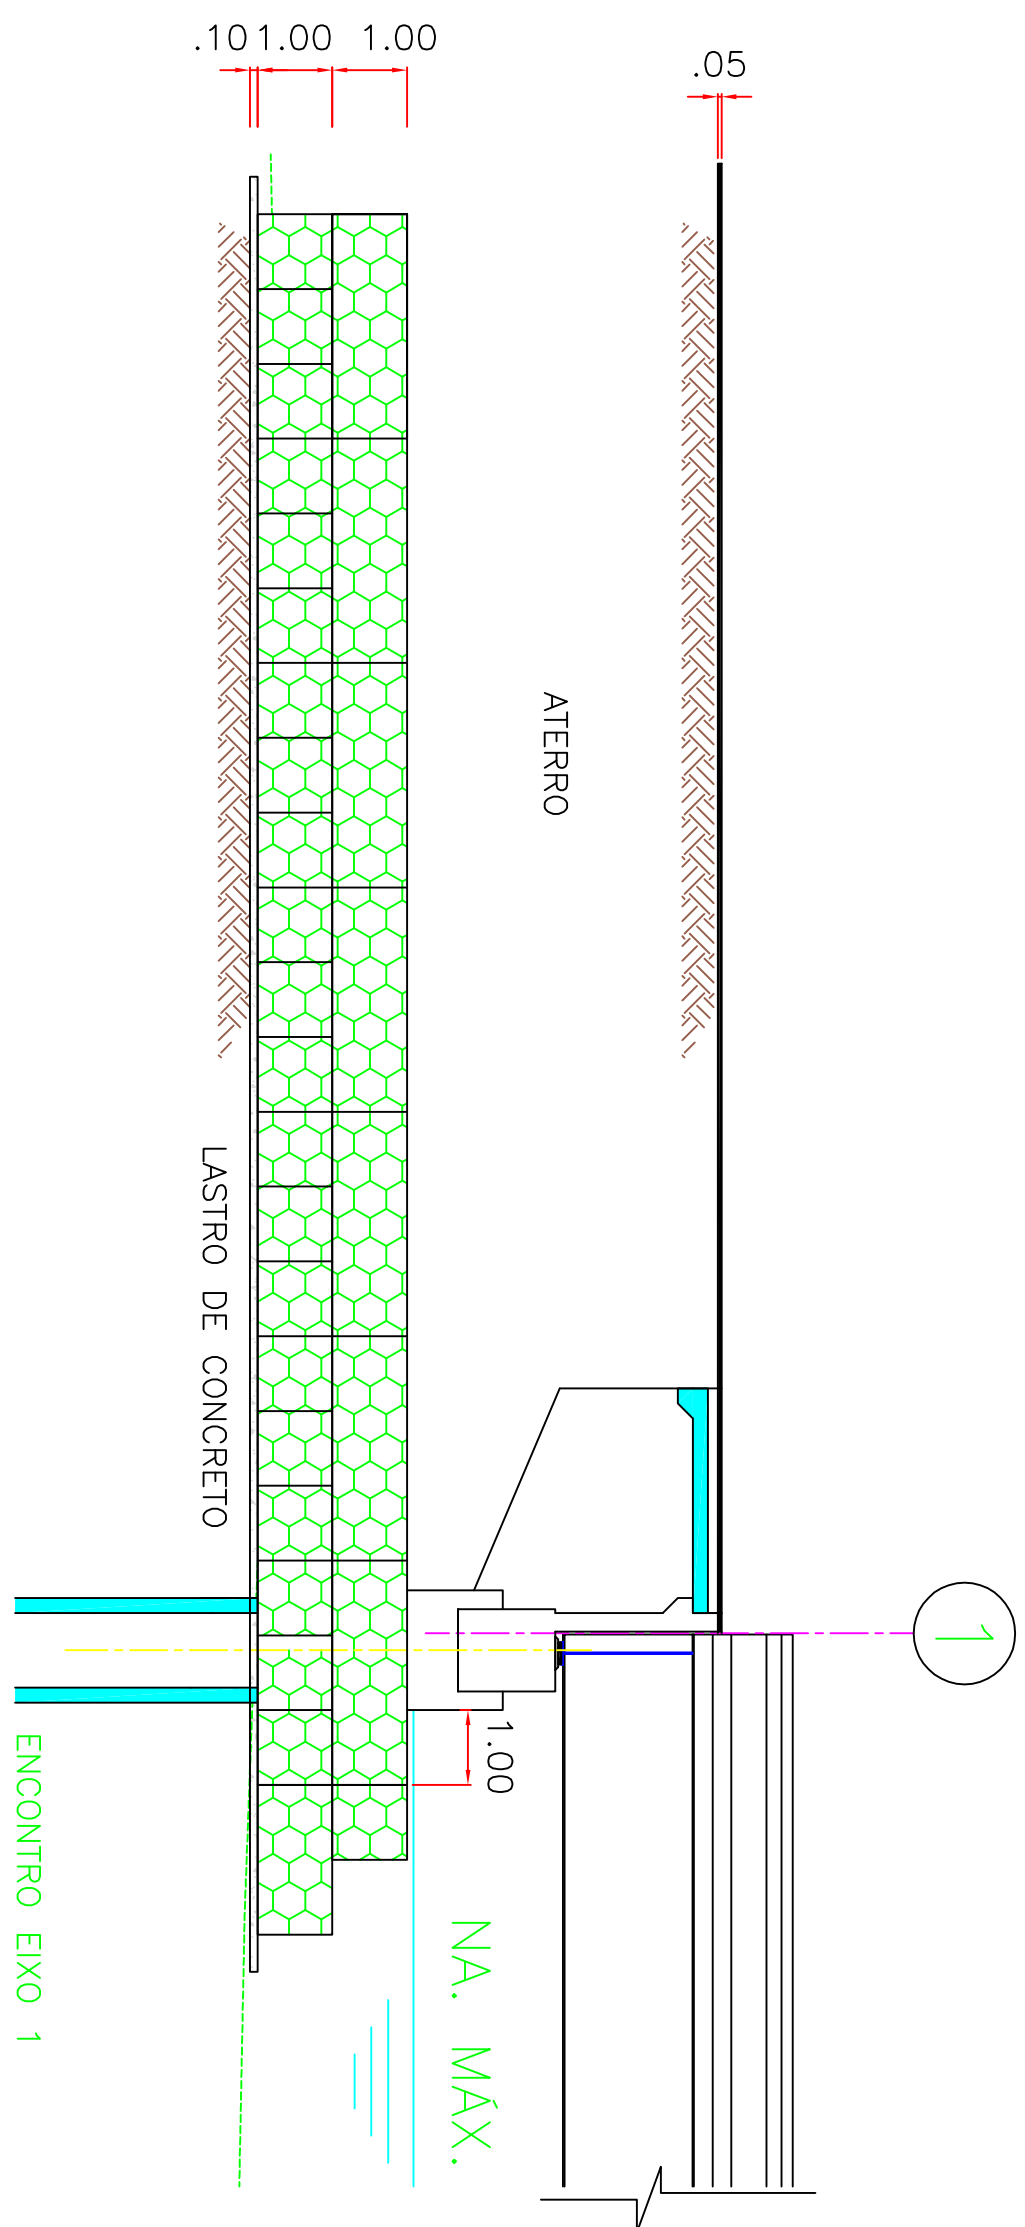 .10
1.00
1.00
.05
ATERRO
LASTRO DE CONCRETO
1
1.00
NA. MÁX.
ENCONTRO EIXO 1